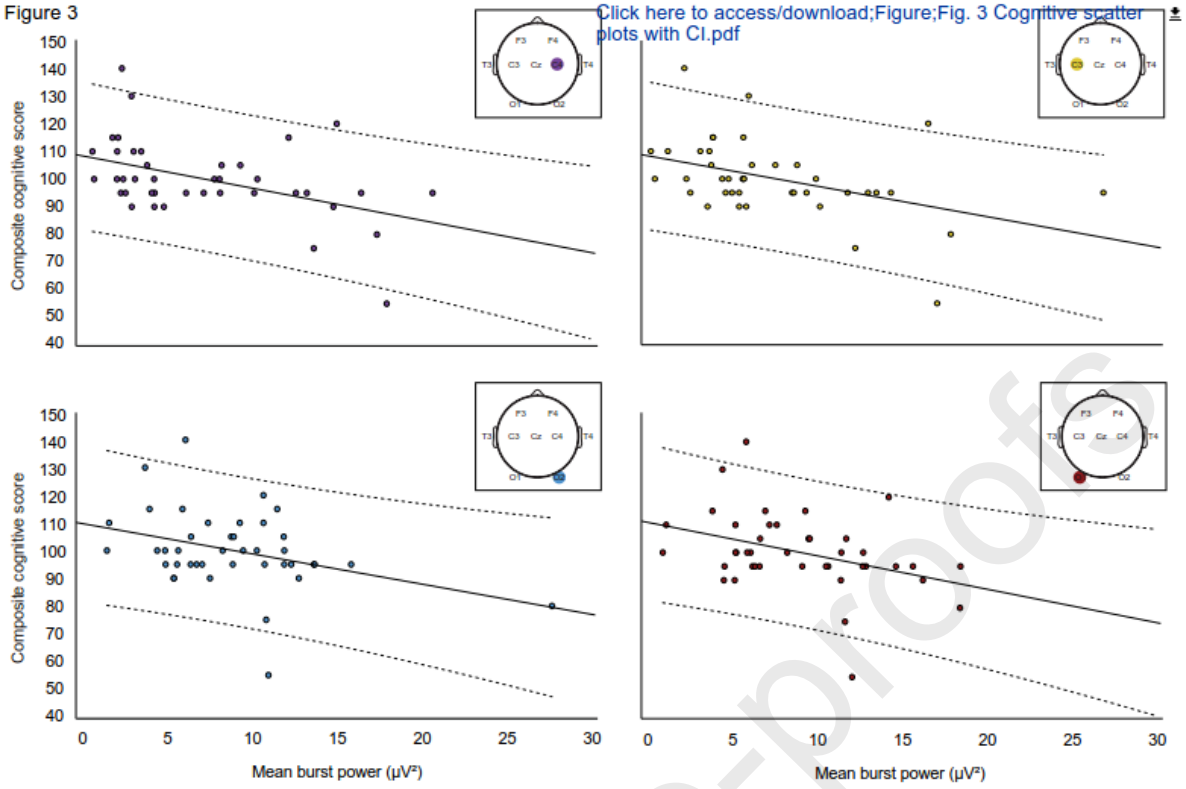 Figure 3
Click here to access/download;Figure;Fig. 3 Cognitive scatter
plots with CI.pdf
150
140
130
120
110
100
90
80
70
60
50
40
Composite cognitive score
F3 F4
T3 C3 Cz C4 T4
O1 O2
F3 F4
T3 C3 Cz C4 T4
O1 O2
150
140
130
120
110
100
90
80
70
60
50
40
Composite cognitive score
F3 F4
T3 C3 Cz C4 T4
O1 O2
F3 F4
T3 C3 Cz C4 T4
O2
0 5 10 15 20 25 30
Mean burst power (µV²)
0 5 10 15 20 25 30
Mean burst power (µV²)
-proofs